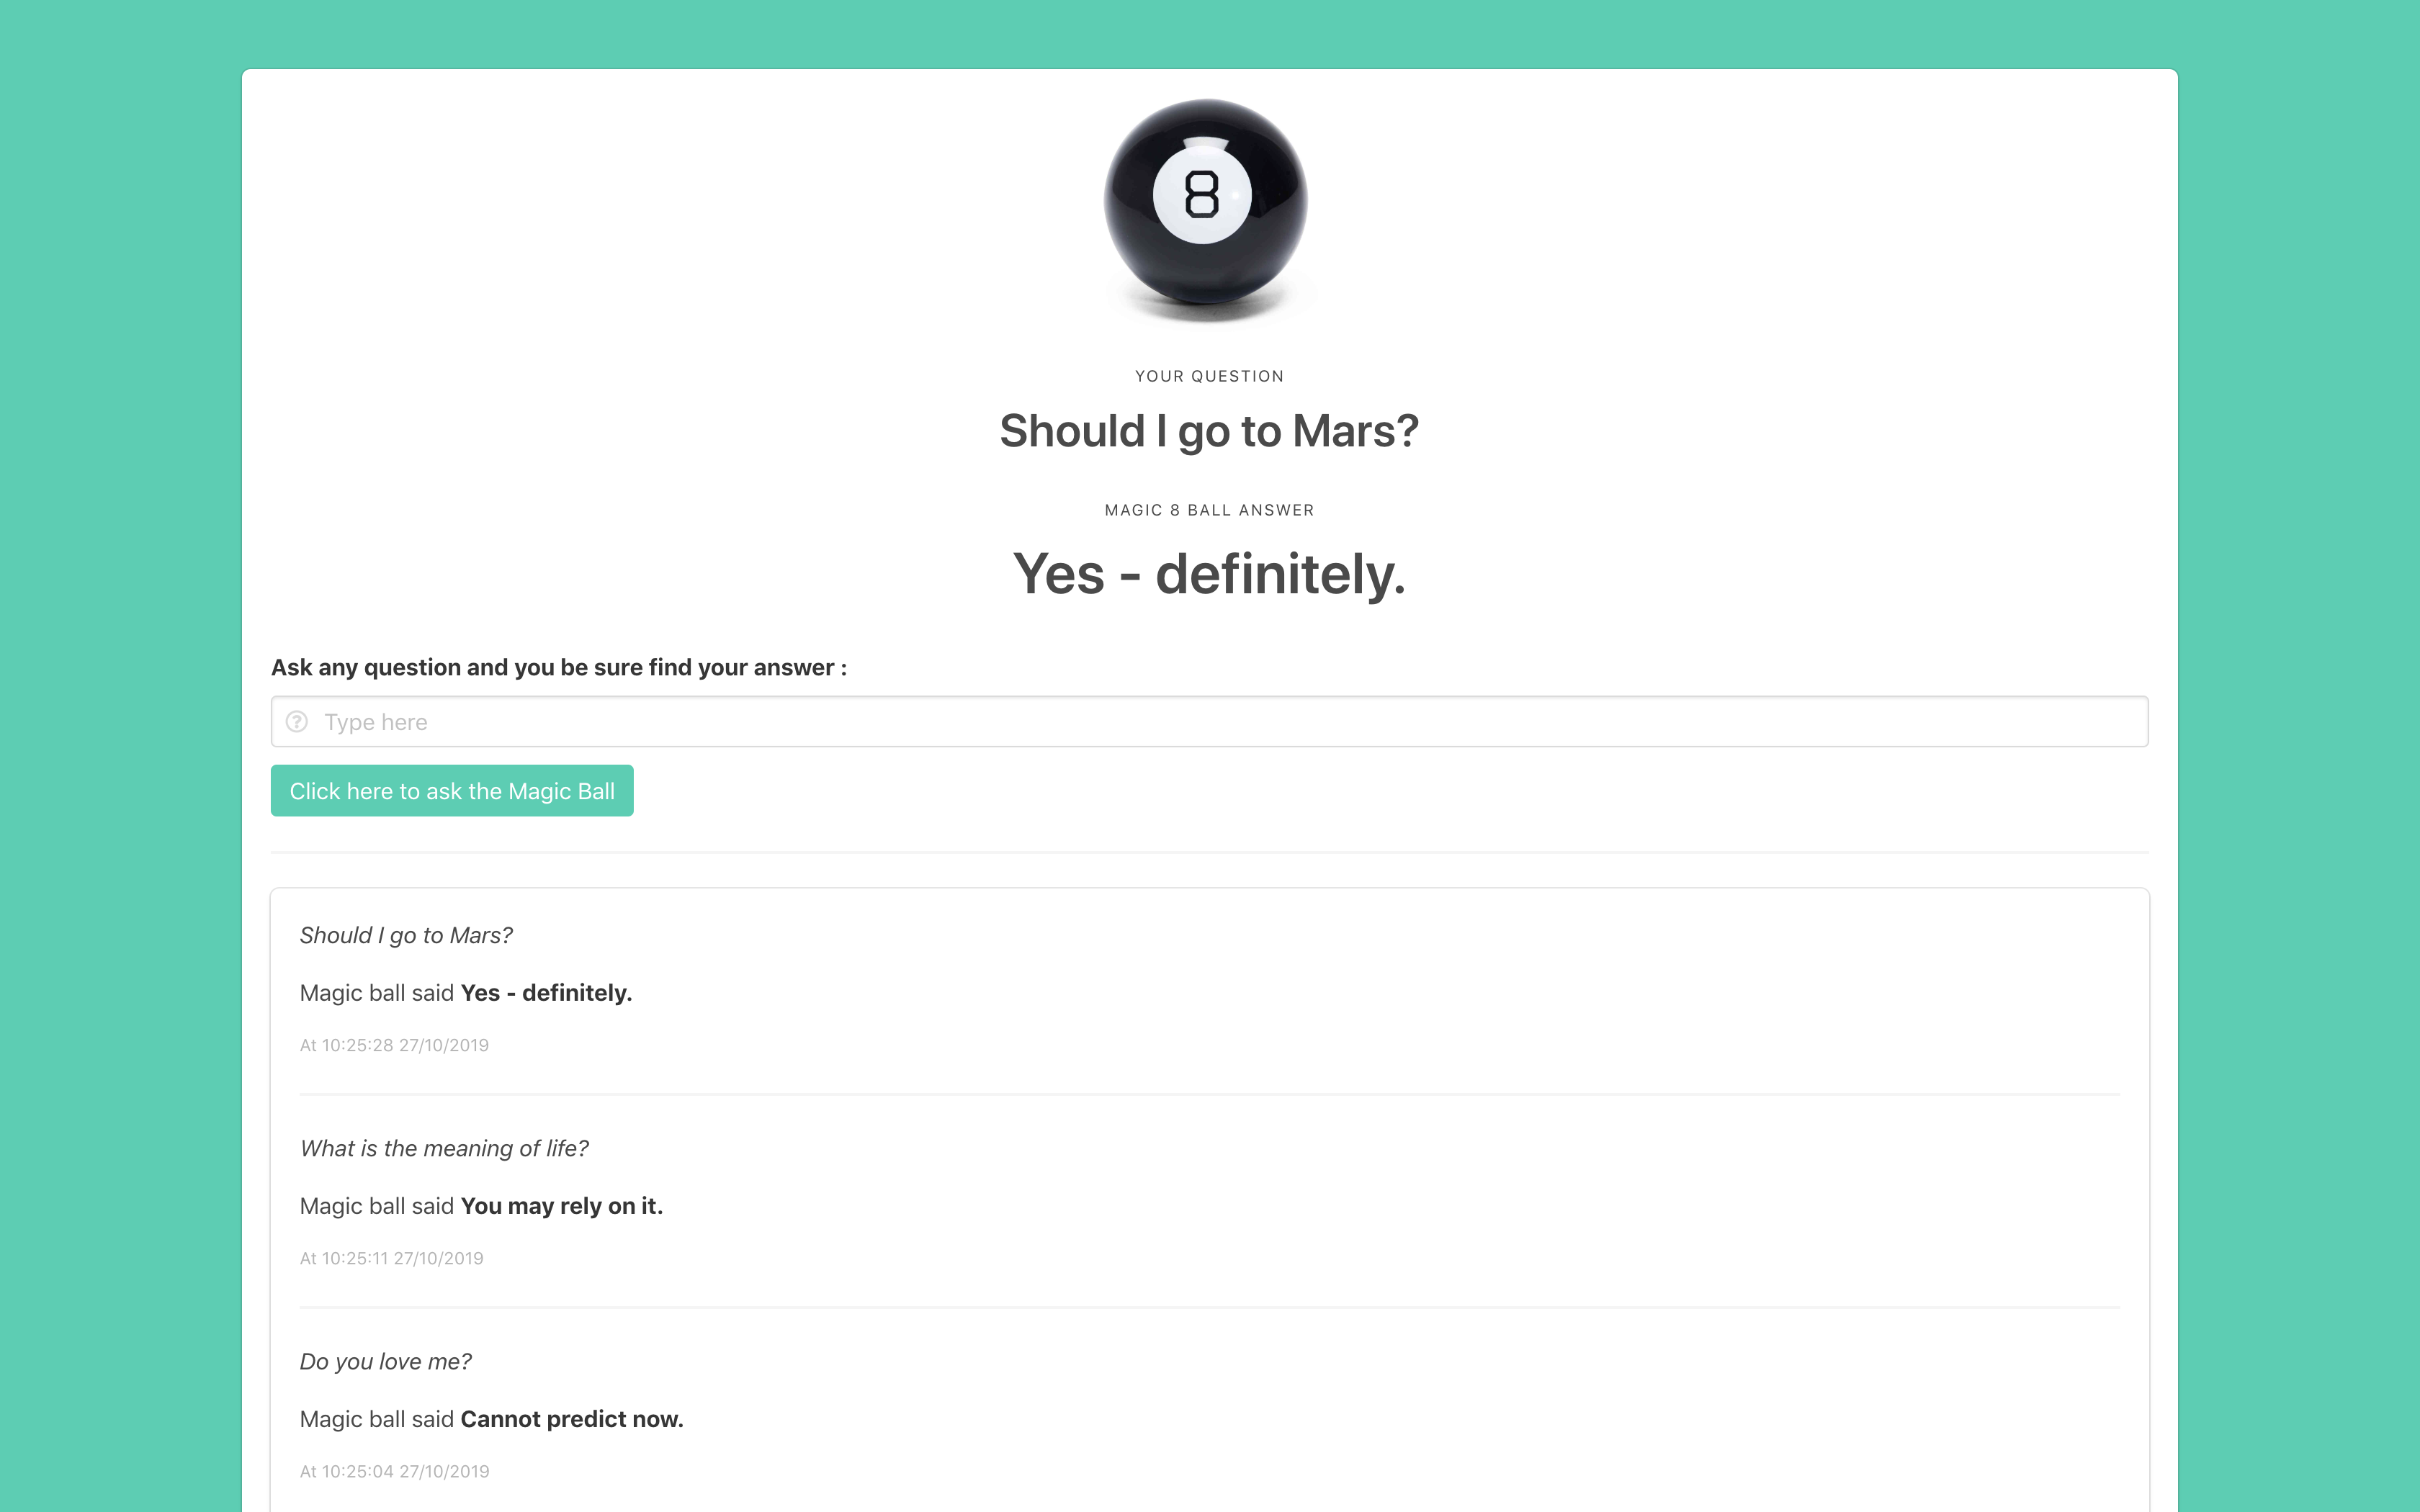 8
YOUR QUESTION
Should I go to Mars?
MAGIC 8 BALL ANSWER
Yes - definitely.
Ask any question and you be sure find your answer :
Type here
Click here to ask the Magic Ball
Should I go to Mars?
Magic ball said Yes - definitely.
At 10:25:28 27/10/2019
What is the meaning of life?
Magic ball said You may rely on it.
At 10:25:11 27/10/2019
Do you love me?
Magic ball said Cannot predict now.
At 10:25:04 27/10/2019